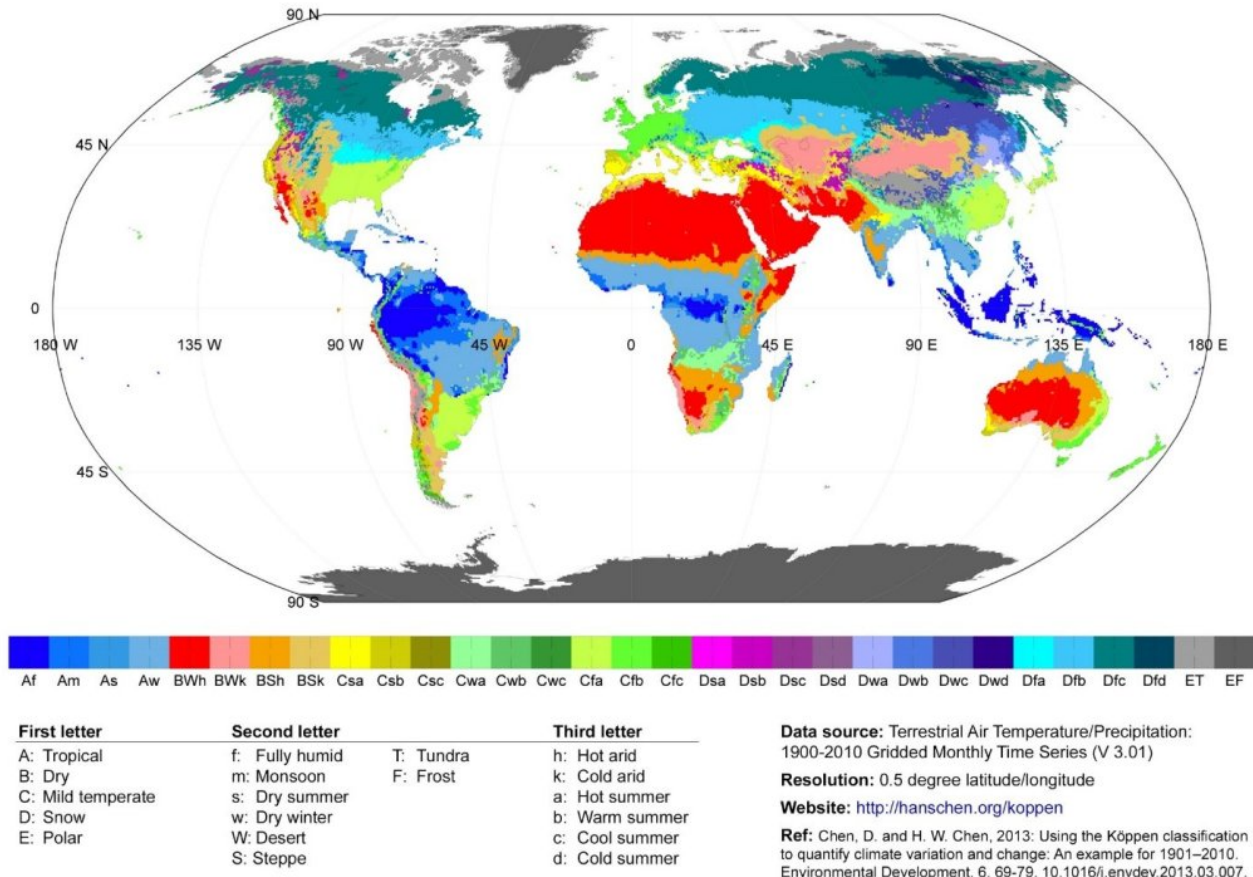 90 N
45 N
0
180 W 135 W 90 W 45 W 0 45 E 90 E 135 E 180 E
45 S
90 S
Af Am As Aw BWh BWk BSh BSk Csa Csb Csc Cwa Cwb Cwc Cfa Cfb Cfc Dsa Dsb Dsc Dsd Dwa Dwb Dwc Dwd Dfa Dfb Dfc Dfd ET EF
First letter
A: Tropical
B: Dry
C: Mild temperate
D: Snow
E: Polar
Second letter
f: Fully humid
m: Monsoon
s: Dry summer
w: Dry winter
W: Desert
S: Steppe
T: Tundra
F: Frost
Third letter
h: Hot arid
k: Cold arid
a: Hot summer
b: Warm summer
c: Cool summer
d: Cold summer
Data source: Terrestrial Air Temperature/Precipitation:
1900-2010 Gridded Monthly Time Series (V 3.01)
Resolution: 0.5 degree latitude/longitude
Website: http://hanschen.org/koppen
Ref: Chen, D. and H. W. Chen, 2013: Using the Köppen classification
to quantify climate variation and change: An example for 1901–2010.
Environmental Development, 6, 69-79, 10.1016/j.envdev.2013.03.007.